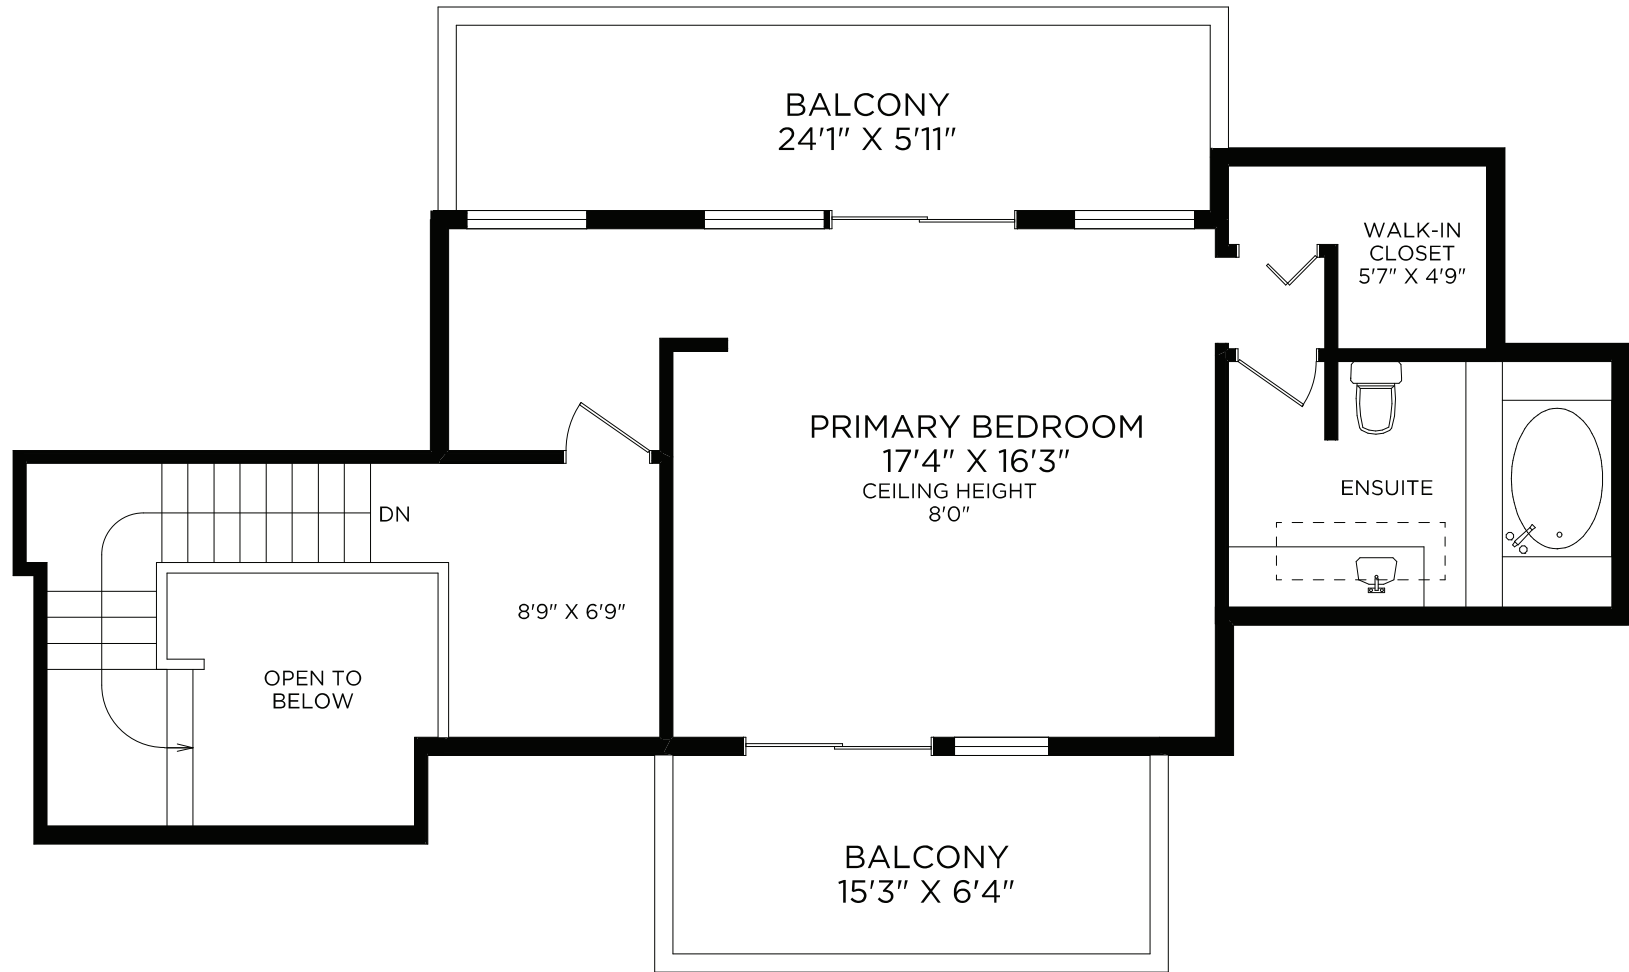 BALCONY
24'1" X 5'11"
WALK-IN
CLOSET
5'7" X 4'9"
PRIMARY BEDROOM
17'4" X 16'3"
CEILING HEIGHT
8'0"
ENSUITE
DN
8'9" X 6'9"
OPEN TO
BELOW
BALCONY
15'3" X 6'4"